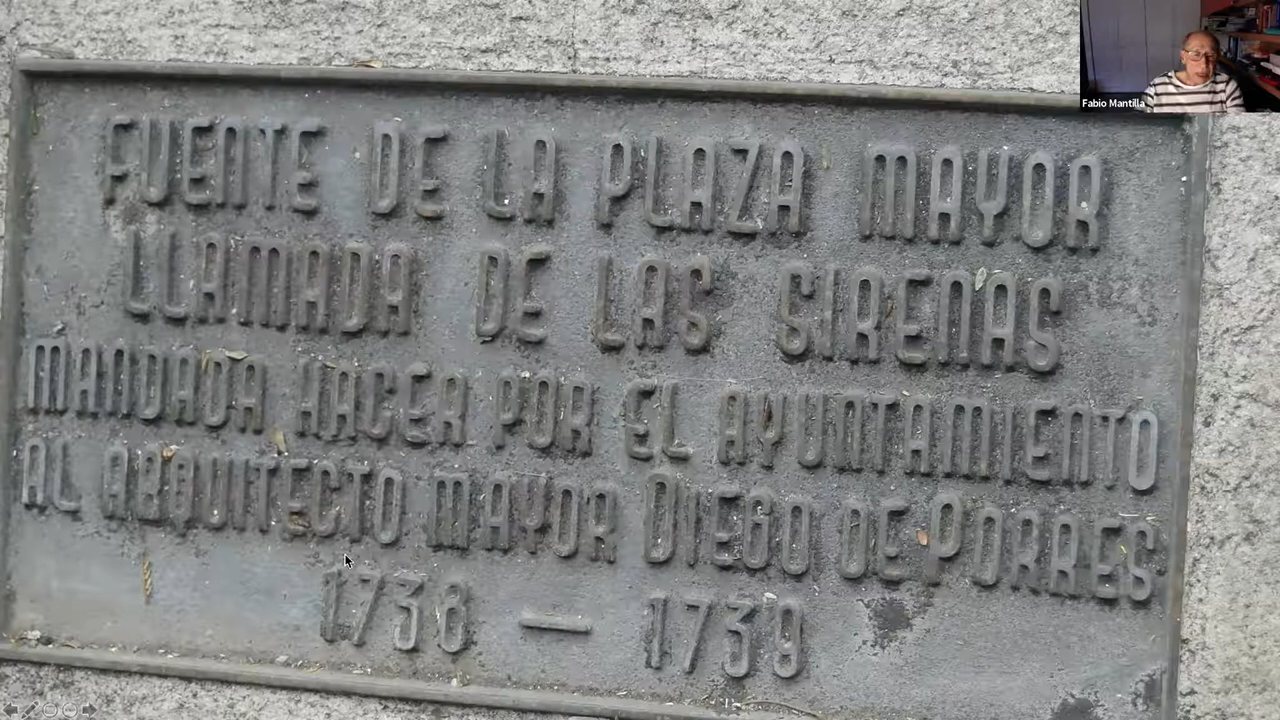 FUENTE DE LA PLAZA MAYOR
LLAMADA DE LAS SIRENAS
MANDADA HACER POR EL AYUNTAMIENTO
AL ARQUITECTO MAYOR DIEGO DE PORRES
1738 — 1739
Fabio Mantilla